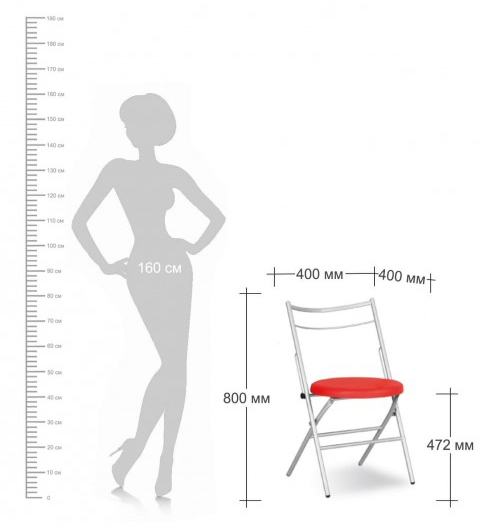 190 см
180 см
170 см
160 см
150 см
140 см
130 см
120 см
110 см
100 см
90 см
80 см
70 см
60 см
50 см
40 см
30 см
20 см
10 см
0
160 см
400 мм
400 мм
800 мм
472 мм